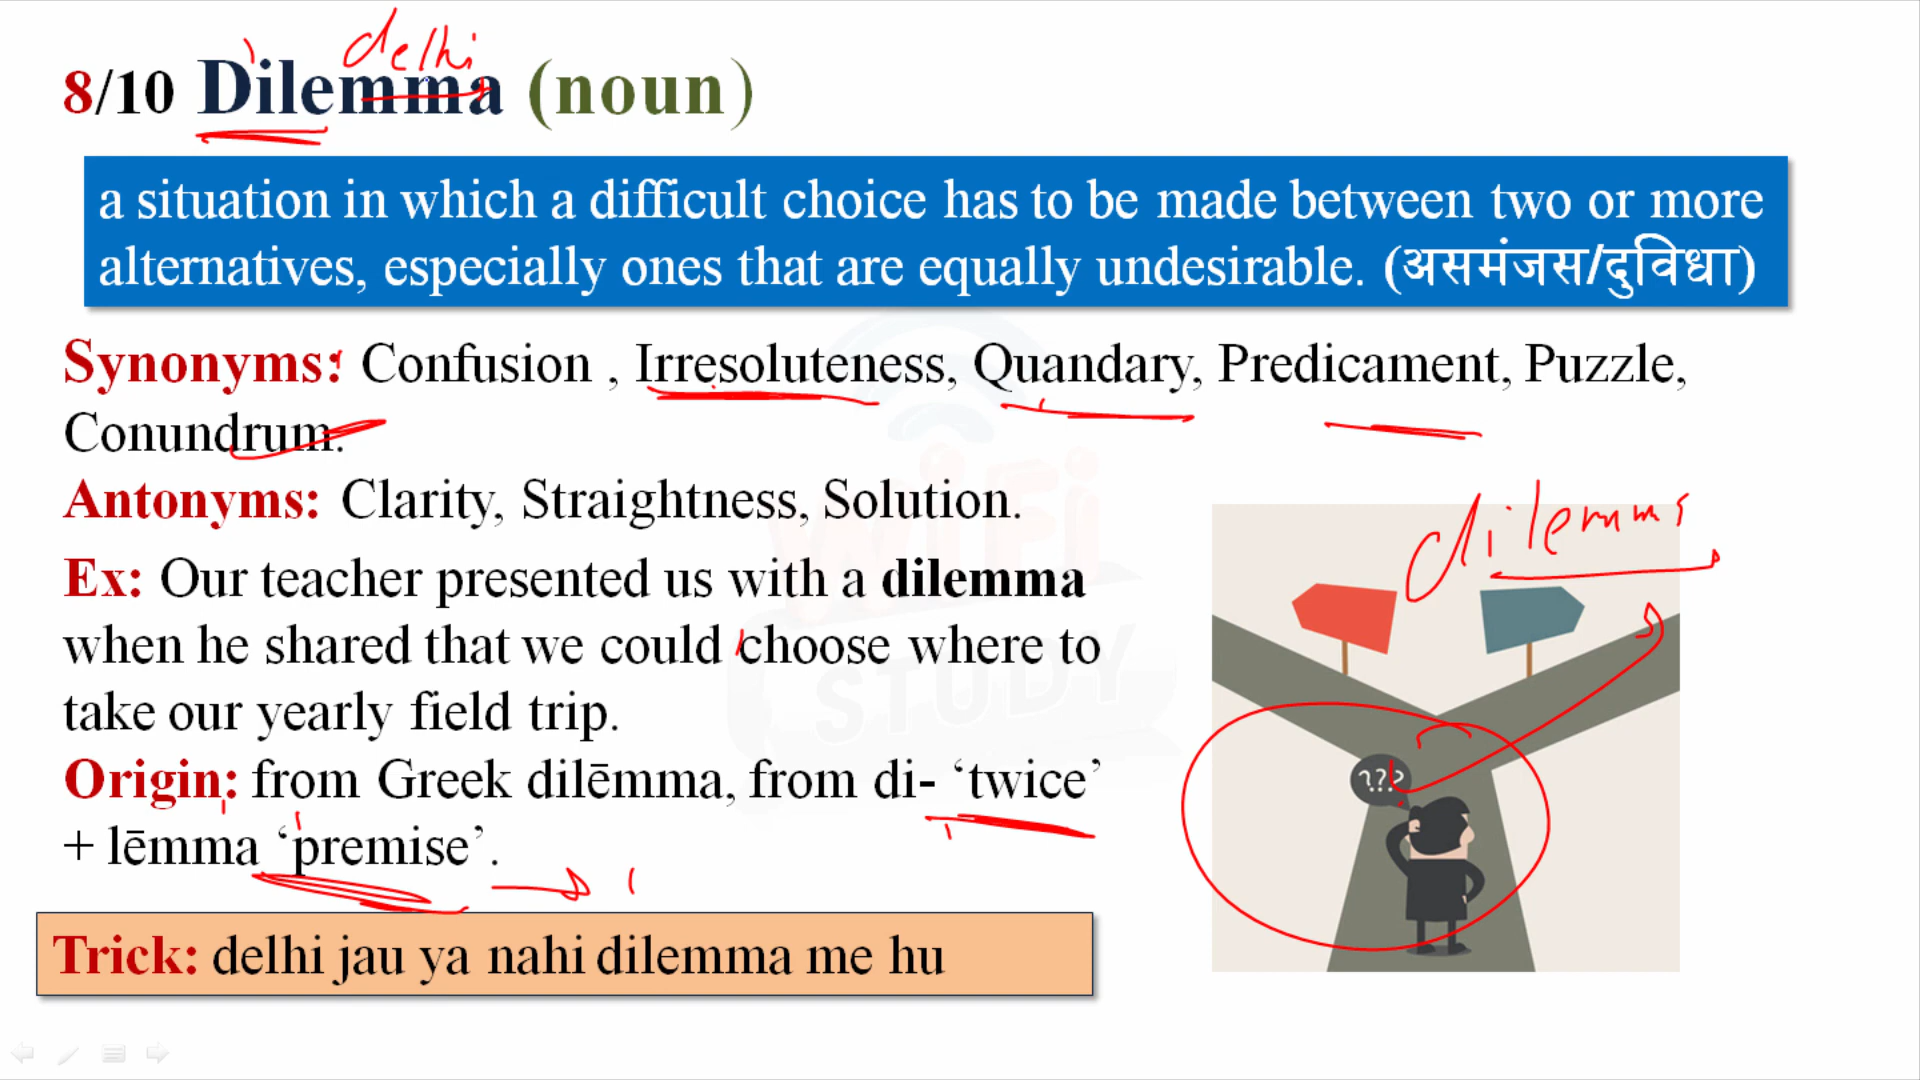 delhi
8/10 Dilemma (noun)
a situation in which a difficult choice has to be made between two or more
alternatives, especially ones that are equally undesirable. (असमंजस/दुविधा)
Synonyms: Confusion , Irresoluteness, Quandary, Predicament, Puzzle,
Conundrum.
Antonyms: Clarity, Straightness, Solution.
Ex: Our teacher presented us with a dilemma
when he shared that we could choose where to
take our yearly field trip.
Origin: from Greek dilēmma, from di- ‘twice’
+ lēmma ‘premise’.
Trick: delhi jau ya nahi dilemma me hu
WiFi
STUDY
dilemma
???